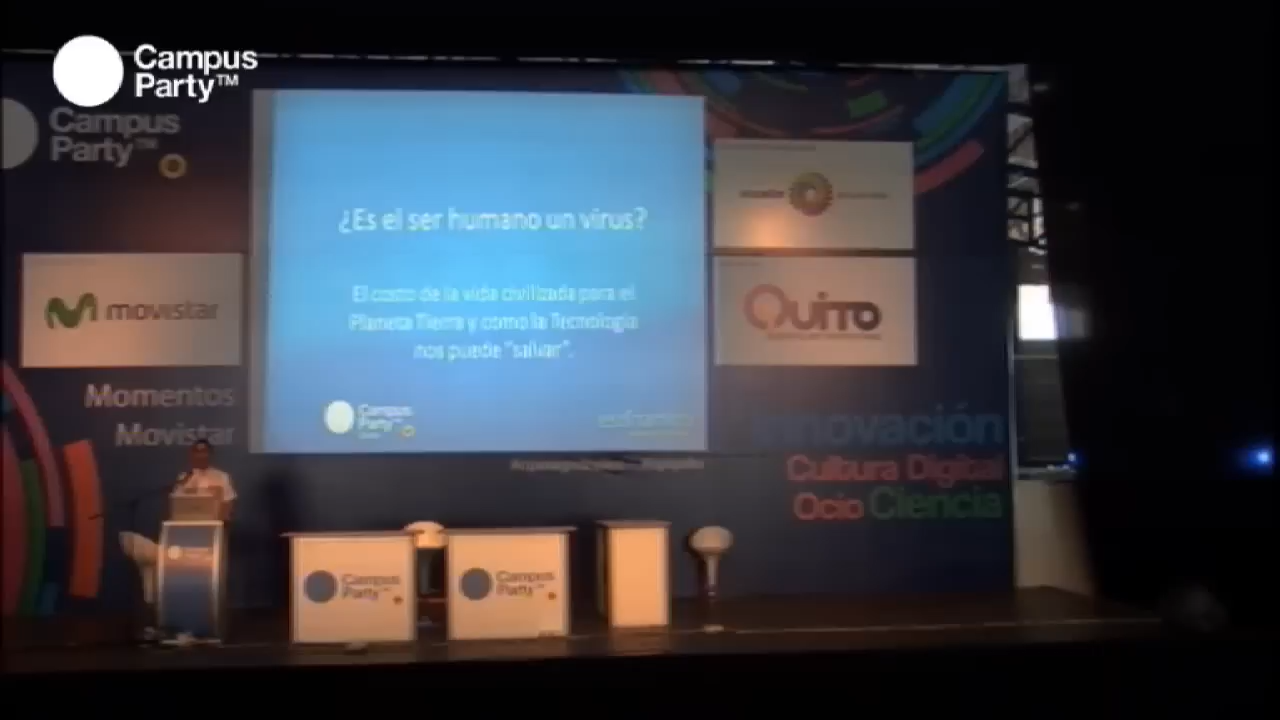 Campus
Party™
Campus
Party™
¿Es el ser humano un virus?
El costo de la vida civilizada para el
Planeta Tierra y como la Tecnología
nos puede "salvar".
Campus
Party™
movistar
Momentos
Movistar
Quito
Innovación
Cultura Digital
Ocio Ciencia
Campus
Party™
Campus
Party™